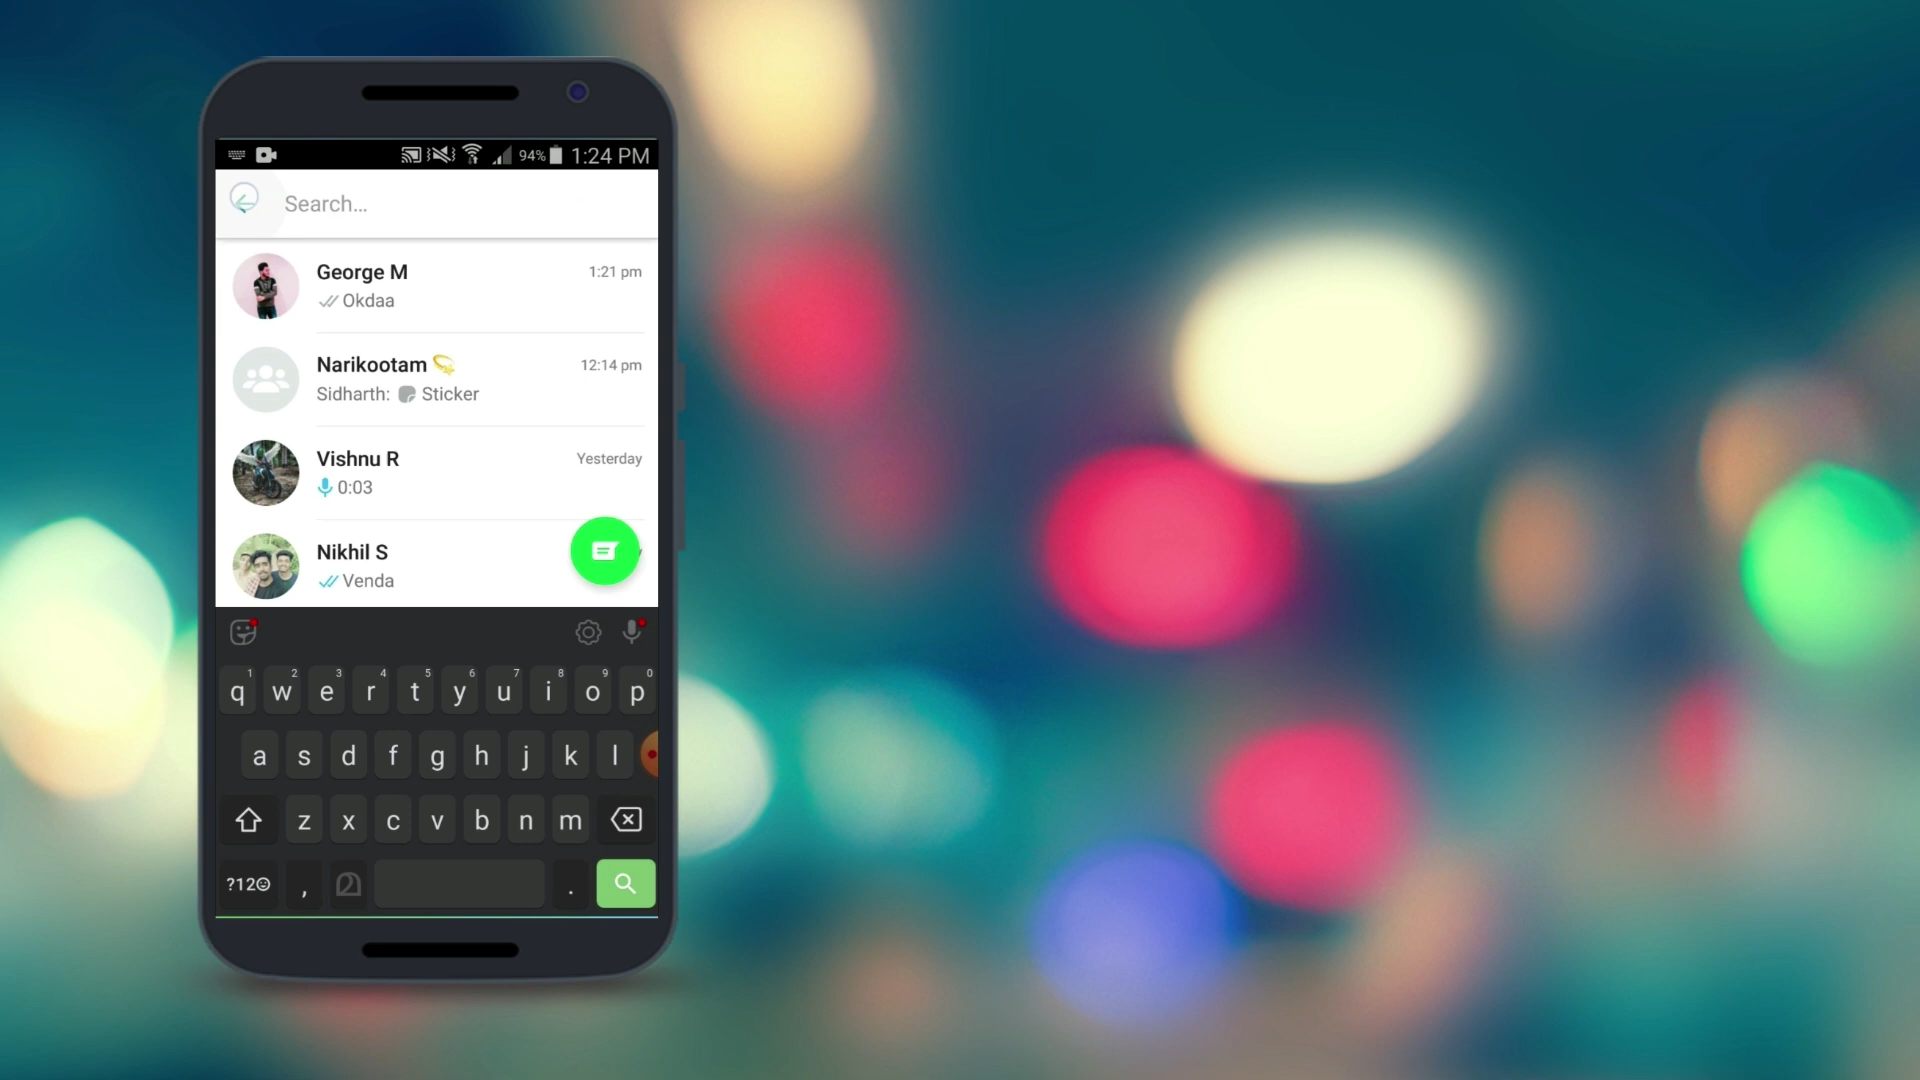 94% 1:24 PM
Search...
George M 1:21 pm
Okdaa
Narikootam 💫 12:14 pm
Sidharth: Sticker
Vishnu R Yesterday
0:03
Nikhil S
Venda
1 2 3 4 5 6 7 8 9 0
q w e r t y u i o p
a s d f g h j k l
z x c v b n m
?12☺ , .